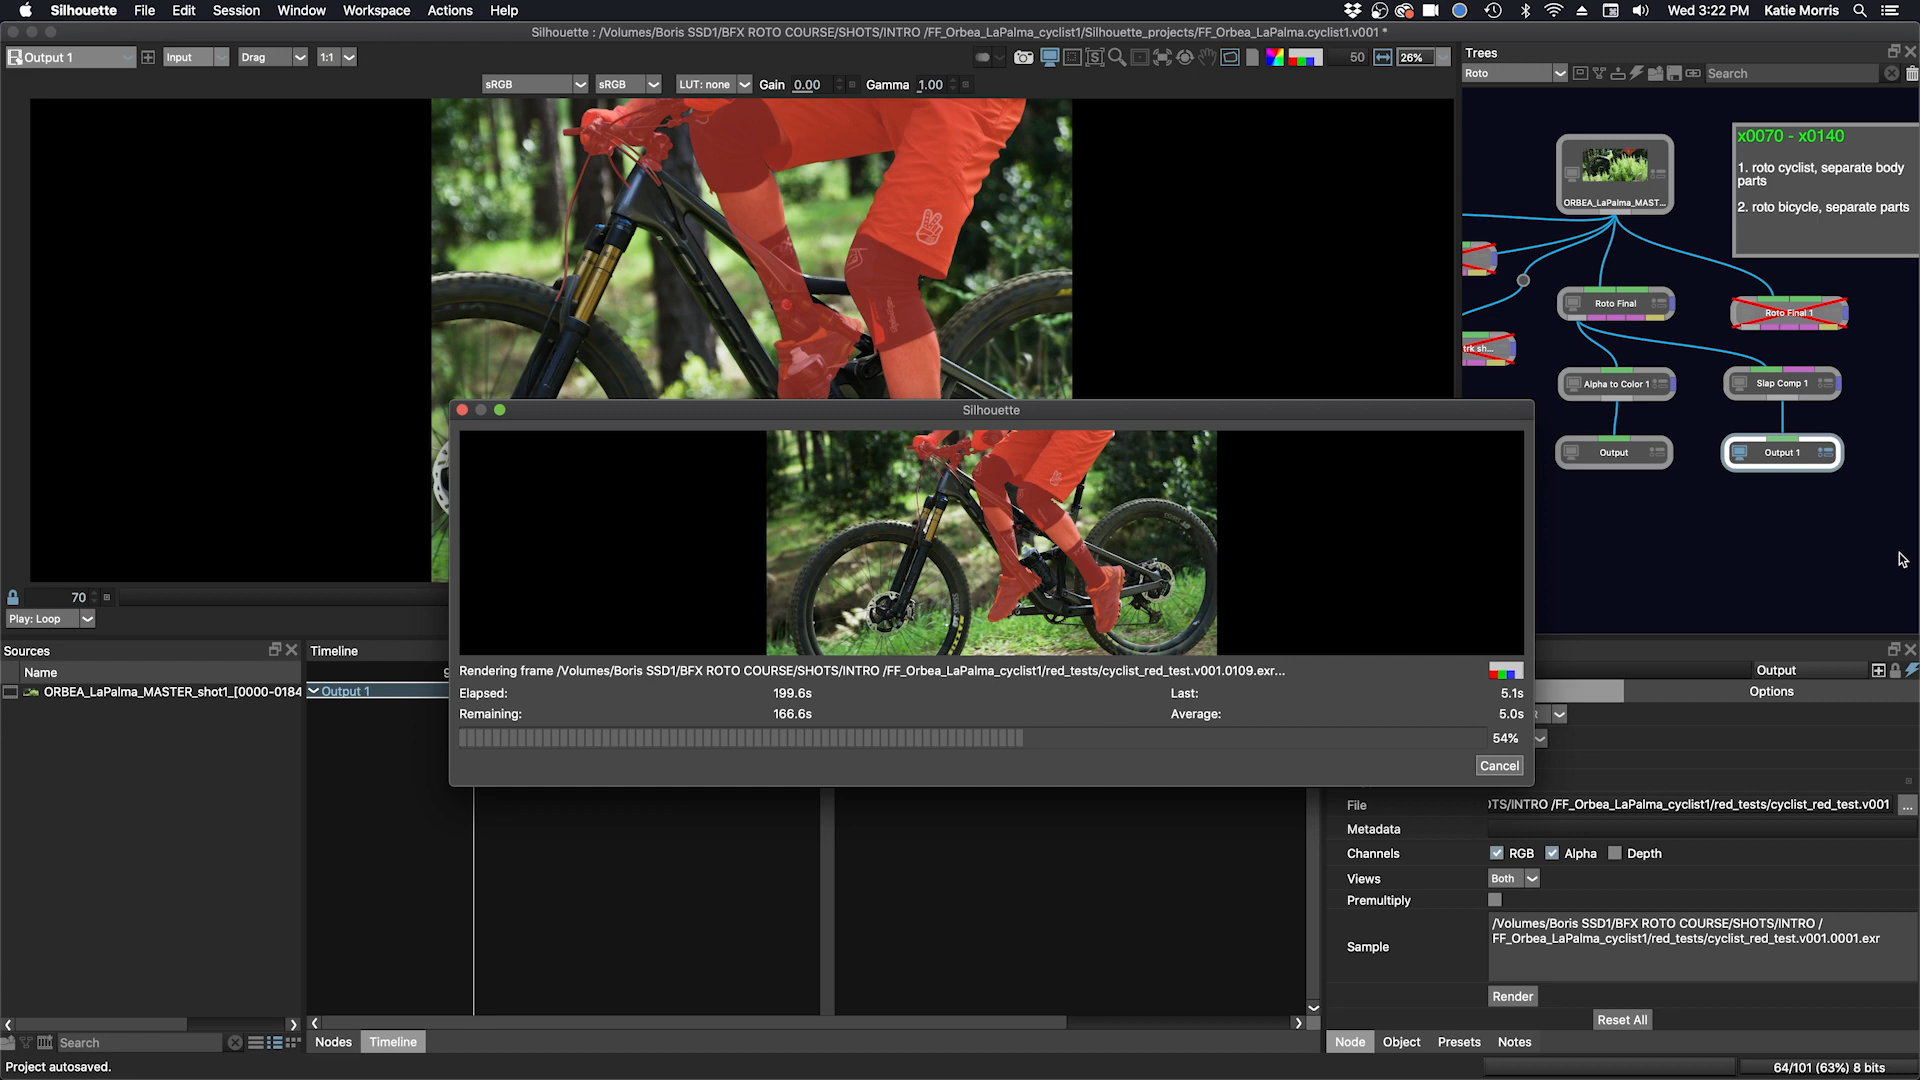 Silhouette File Edit Session Window Workspace Actions Help
Wed 3:22 PM Katie Morris
Silhouette : /Volumes/Boris SSD1/BFX ROTO COURSE/SHOTS/INTRO /FF_Orbea_LaPalma_cyclist1/Silhouette_projects/FF_Orbea_LaPalma.cyclist1.v001 *
Trees
Output 1 Input Drag 1:1 50 26%
Roto Search
sRGB sRGB LUT: none Gain 0.00 Gamma 1.00
x0070 - x0140
1. roto cyclist, separate body
parts
2. roto bicycle, separate parts
ORBEA_LaPalma_MAST...
Roto Final
Roto Final 1
trk sh...
Alpha to Color 1
Slap Comp 1
Output
Output 1
Silhouette
70
Play: Loop
Sources
Timeline
Name
ORBEA_LaPalma_MASTER_shot1_[0000-0184
Output 1
Rendering frame /Volumes/Boris SSD1/BFX ROTO COURSE/SHOTS/INTRO /FF_Orbea_LaPalma_cyclist1/red_tests/cyclist_red_test.v001.0109.exr...
Elapsed: 199.6s Last: 5.1s
Remaining: 166.6s Average: 5.0s
54%
Cancel
Output
Options
File OTS/INTRO /FF_Orbea_LaPalma_cyclist1/red_tests/cyclist_red_test.v001 ...
Metadata
Channels RGB Alpha Depth
Views Both
Premultiply
Sample
/Volumes/Boris SSD1/BFX ROTO COURSE/SHOTS/INTRO /
FF_Orbea_LaPalma_cyclist1/red_tests/cyclist_red_test.v001.0001.exr
Render
Reset All
Search
Nodes Timeline
Node Object Presets Notes
Project autosaved.
64/101 (63%) 8 bits